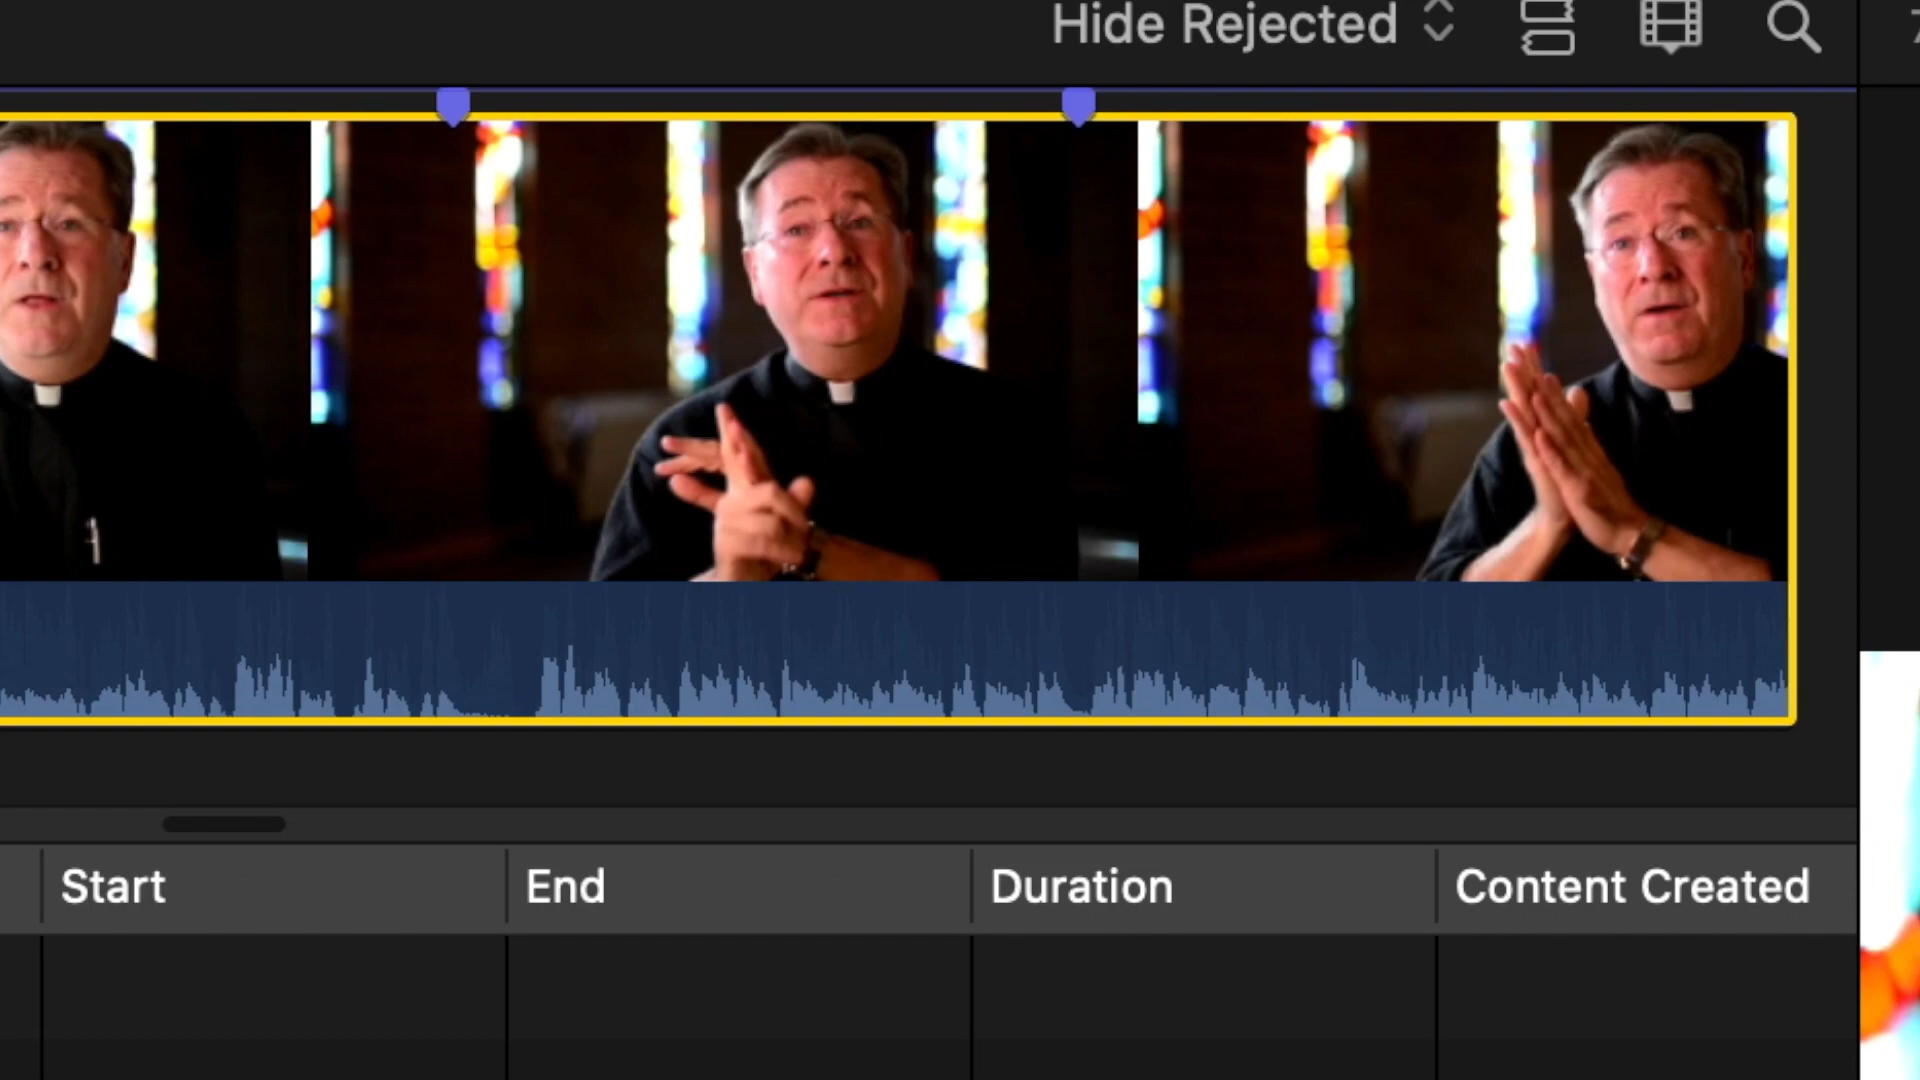 Hide Rejected
Start
End
Duration
Content Created